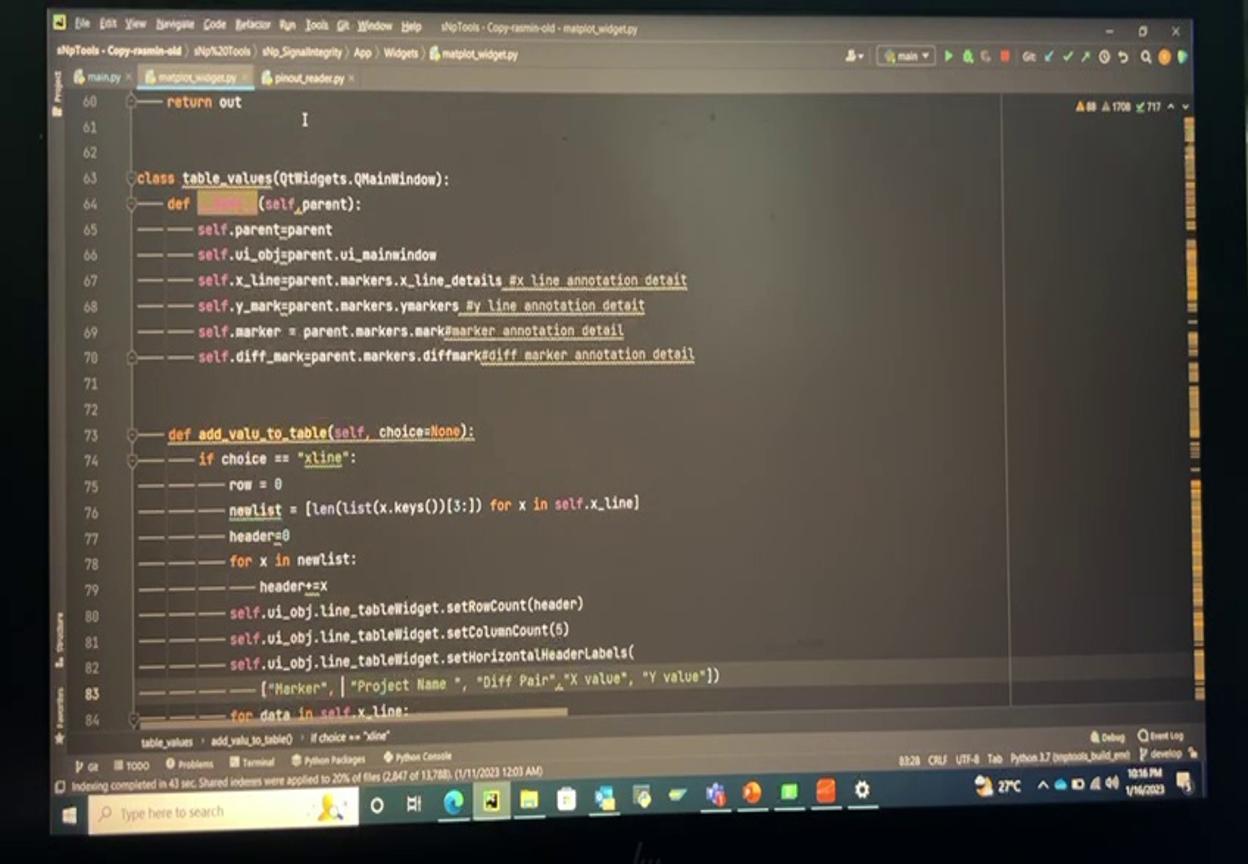 File Edit View Navigate Code Refactor Run Tools Git Window Help sNpTools - Copy-rasmin-old - matplot_widget.py
sNpTools - Copy-rasmin-old sNp%20Tools sNp_SignalIntegrity App Widgets matplot_widget.py main Git:
Project
main.py matplot_widget.py pinout_reader.py
88 1708 717
60 return out
61
62
63 class table_values(QtWidgets.QMainWindow):
64 def (self,parent):
65 self.parent=parent
66 self.ui_obj=parent.ui_mainwindow
67 self.x_line=parent.markers.x_line_details #x line annotation detait
68 self.y_mark=parent.markers.ymarkers #y line annotation detait
69 self.marker = parent.markers.mark#marker annotation detail
70 self.diff_mark=parent.markers.diffmark#diff marker annotation detail
71
72
73 def add_valu_to_table(self, choice=None):
74 if choice == "xline":
75 row = 0
76 newlist = [len(list(x.keys())[3:]) for x in self.x_line]
77 header=0
78 for x in newlist:
79 header+=x
80 self.ui_obj.line_tableWidget.setRowCount(header)
81 self.ui_obj.line_tableWidget.setColumnCount(5)
82 self.ui_obj.line_tableWidget.setHorizontalHeaderLabels(
83 ["Marker", "Project Name ", "Diff Pair","X value", "Y value"])
84 for data in self.x_line:
Structure
Favorites
table_values add_valu_to_table() if choice == "xline"
Git TODO Problems Terminal Python Packages Python Console Debug Event Log
Indexing completed in 43 sec. Shared indexes were applied to 20% of files (2,847 of 13,788). (1/11/2023 12:03 AM) 83:28 CRLF UTF-8 Tab Python 3.7 (snptools_build_env) develop
Type here to search 27°C 10:16 PM
1/16/2023
hp